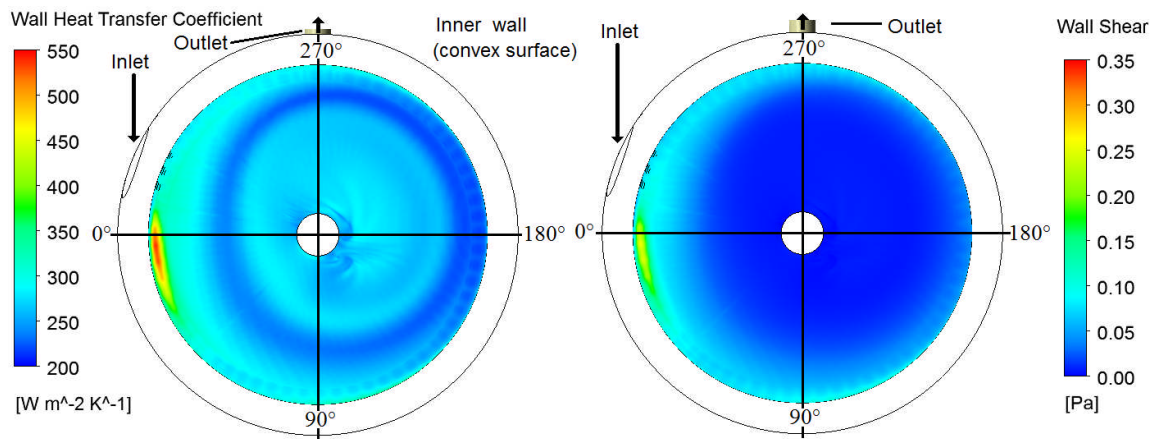 Wall Heat Transfer Coefficient
Outlet
Inlet
270°
Inner wall
(convex surface)
550
500
450
400
350
300
250
200
[W m^-2 K^-1]
0°
180°
90°
Outlet
Inlet
270°
0°
180°
90°
Wall Shear
0.35
0.30
0.25
0.20
0.15
0.10
0.05
0.00
[Pa]